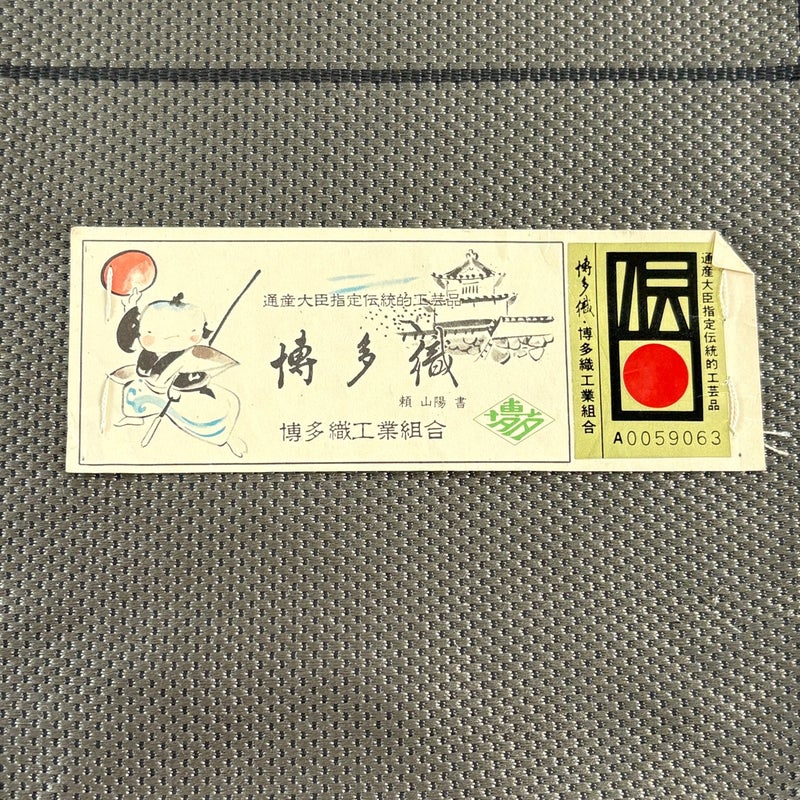 通産大臣指定伝統的工芸品
博多織
頼 山陽 書
博多織工業組合
博多
博多織・博多織工業組合
伝
通産大臣指定伝統的工芸品
A0059063